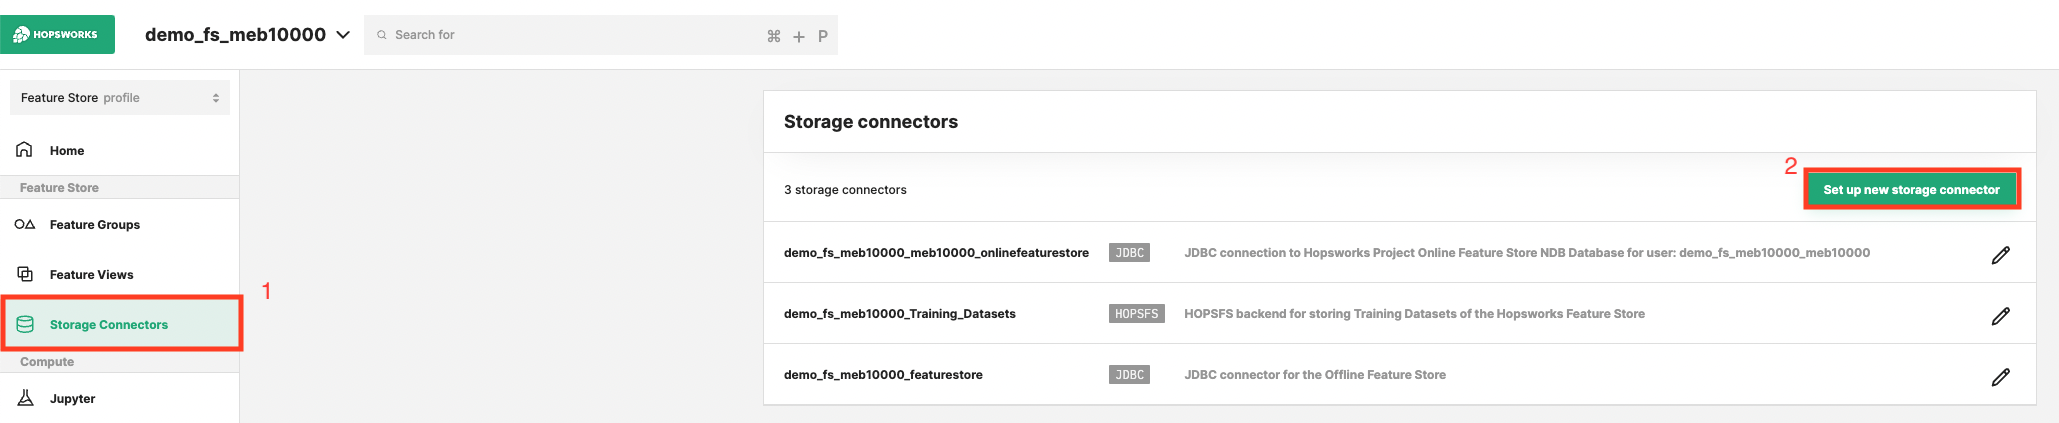 HOPSWORKS
demo_fs_meb10000
Search for
⌘ + P
Feature Store profile
Home
Feature Store
Feature Groups
Feature Views
1
Storage Connectors
Compute
Jupyter
Storage connectors
3 storage connectors
2
Set up new storage connector
demo_fs_meb10000_meb10000_onlinefeaturestore JDBC JDBC connection to Hopsworks Project Online Feature Store NDB Database for user: demo_fs_meb10000_meb10000
demo_fs_meb10000_Training_Datasets HOPSFS HOPSFS backend for storing Training Datasets of the Hopsworks Feature Store
demo_fs_meb10000_featurestore JDBC JDBC connector for the Offline Feature Store